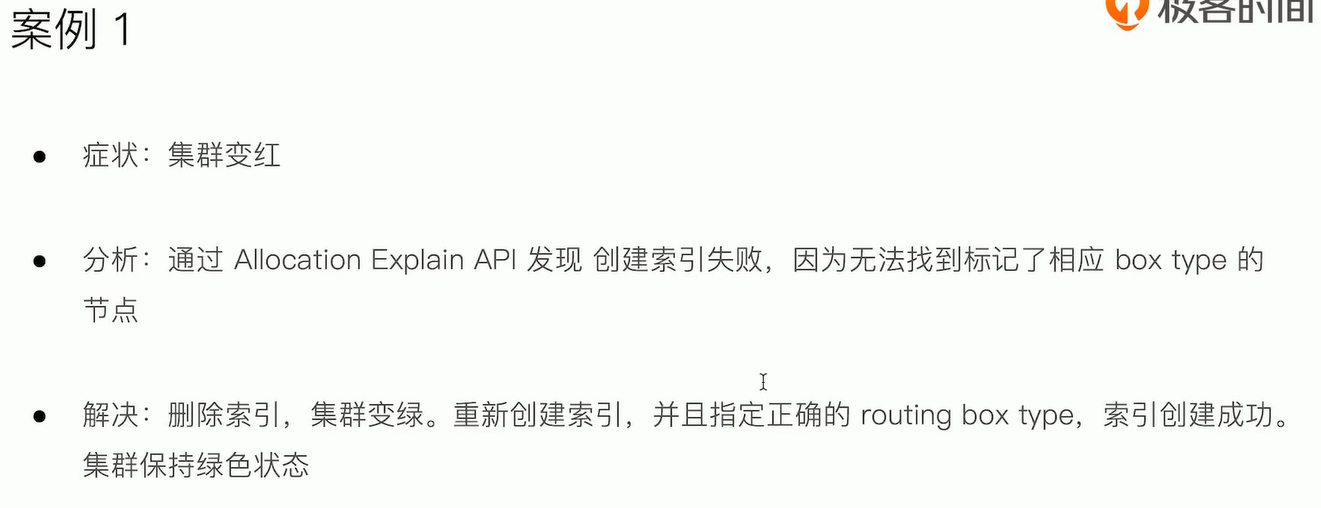 极客时间
案例 1
● 症状：集群变红
● 分析：通过 Allocation Explain API 发现 创建索引失败，因为无法找到标记了相应 box type 的
节点
● 解决：删除索引，集群变绿。重新创建索引，并且指定正确的 routing box type，索引创建成功。
集群保持绿色状态